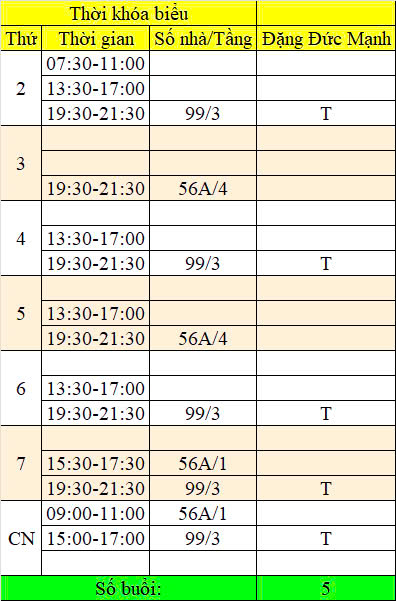 Thời khóa biểu
Thứ Thời gian Số nhà/Tầng Đặng Đức Mạnh
2
07:30-11:00
13:30-17:00
19:30-21:30 99/3 T
3
19:30-21:30 56A/4
4
13:30-17:00
19:30-21:30 99/3 T
5
13:30-17:00
19:30-21:30 56A/4
6
13:30-17:00
19:30-21:30 99/3 T
7
15:30-17:30 56A/1
19:30-21:30 99/3 T
CN
09:00-11:00 56A/1
15:00-17:00 99/3 T
Số buổi: 5